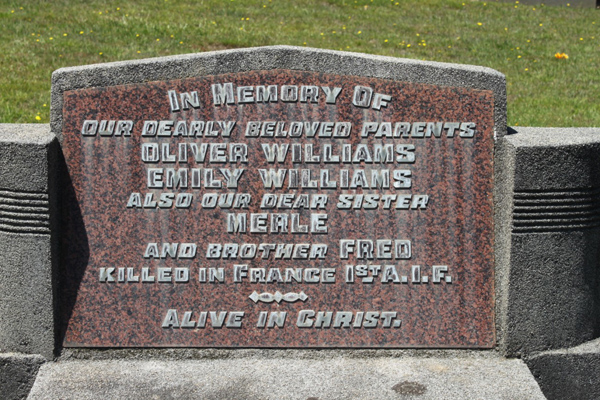 In Memory Of
OUR DEARLY BELOVED PARENTS
OLIVER WILLIAMS
EMILY WILLIAMS
ALSO OUR DEAR SISTER
MERLE
AND BROTHER FRED
KILLED IN FRANCE 1ST A.I.F.
ALIVE IN CHRIST.